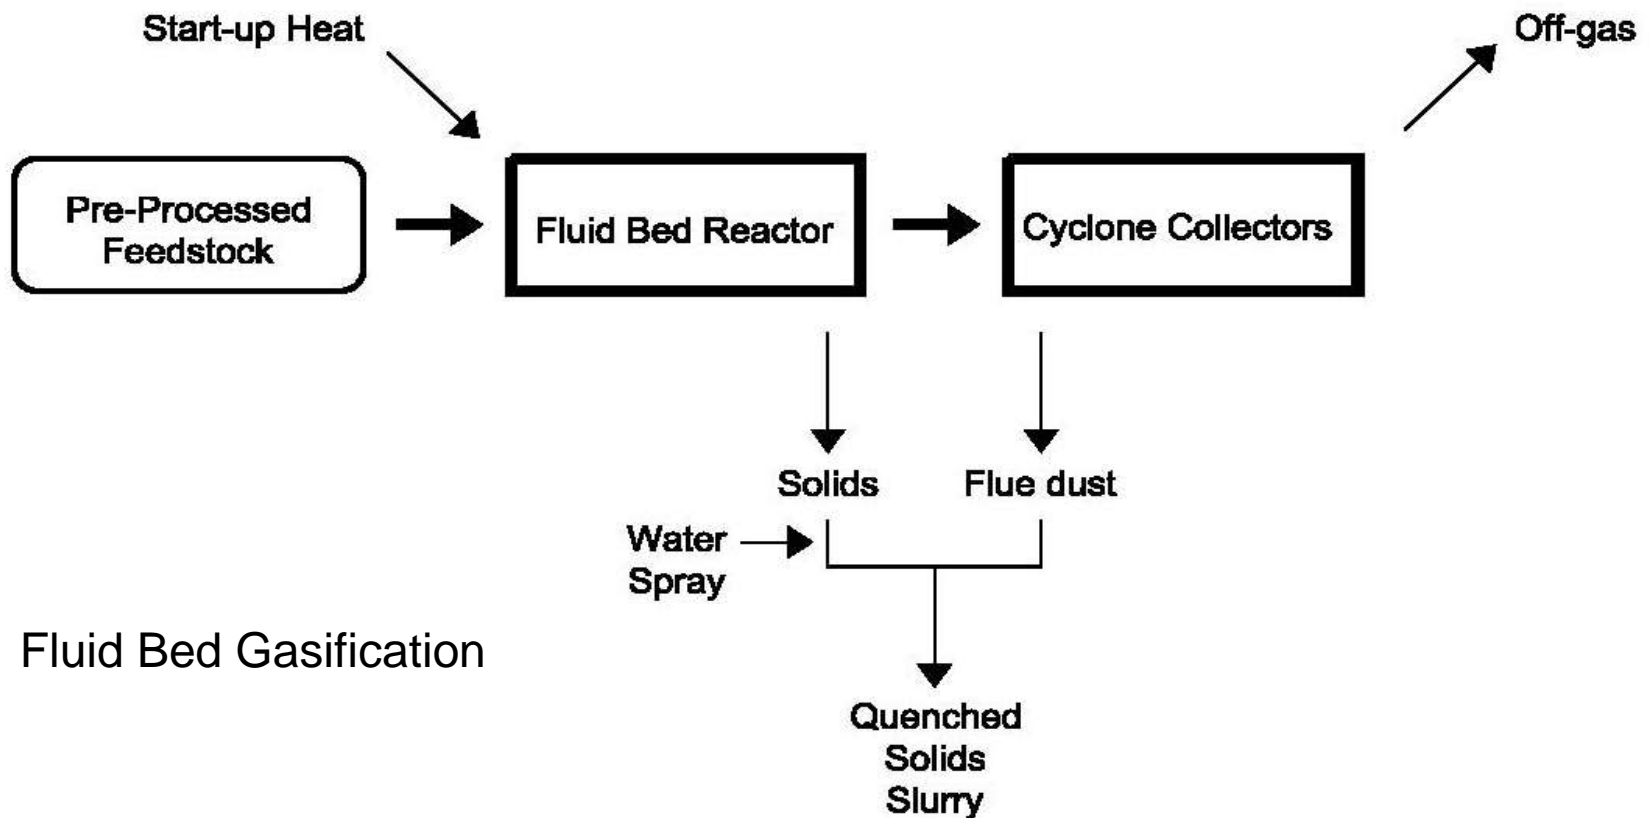 Start-up Heat
Off-gas
Pre-Processed
Feedstock
Fluid Bed Reactor
Cyclone Collectors
Solids
Flue dust
Water
Spray
Fluid Bed Gasification
Quenched
Solids
Slurry